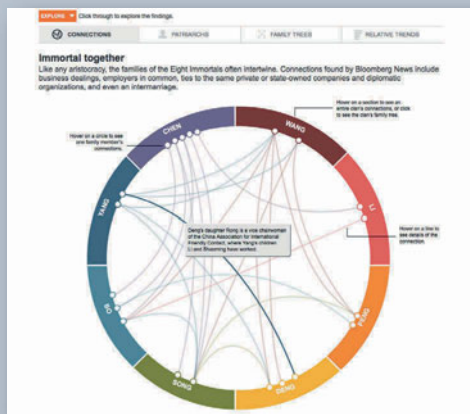 EXPLORE Click through to explore the findings.
CONNECTIONS PATRIARCHS FAMILY TREES RELATIVE TRENDS
Immortal together
Like any aristocracy, the families of the Eight Immortals often intertwine. Connections found by Bloomberg News include
business dealings, employers in common, ties to the same private or state-owned companies and diplomatic
organizations, and even an intermarriage.
Hover on a section to see an
entire clan's connections, or click
to see the clan's family tree.
Hover on a circle to see
one family member's
connections.
CHEN
WANG
YANG
LI
Hover on a line to
see details of the
connection.
Deng's daughter Rong is a vice chairwoman
of the China Association for International
Friendly Contact, where Yang's children
Li and Shaoming have worked.
BO
PENG
SONG
DENG